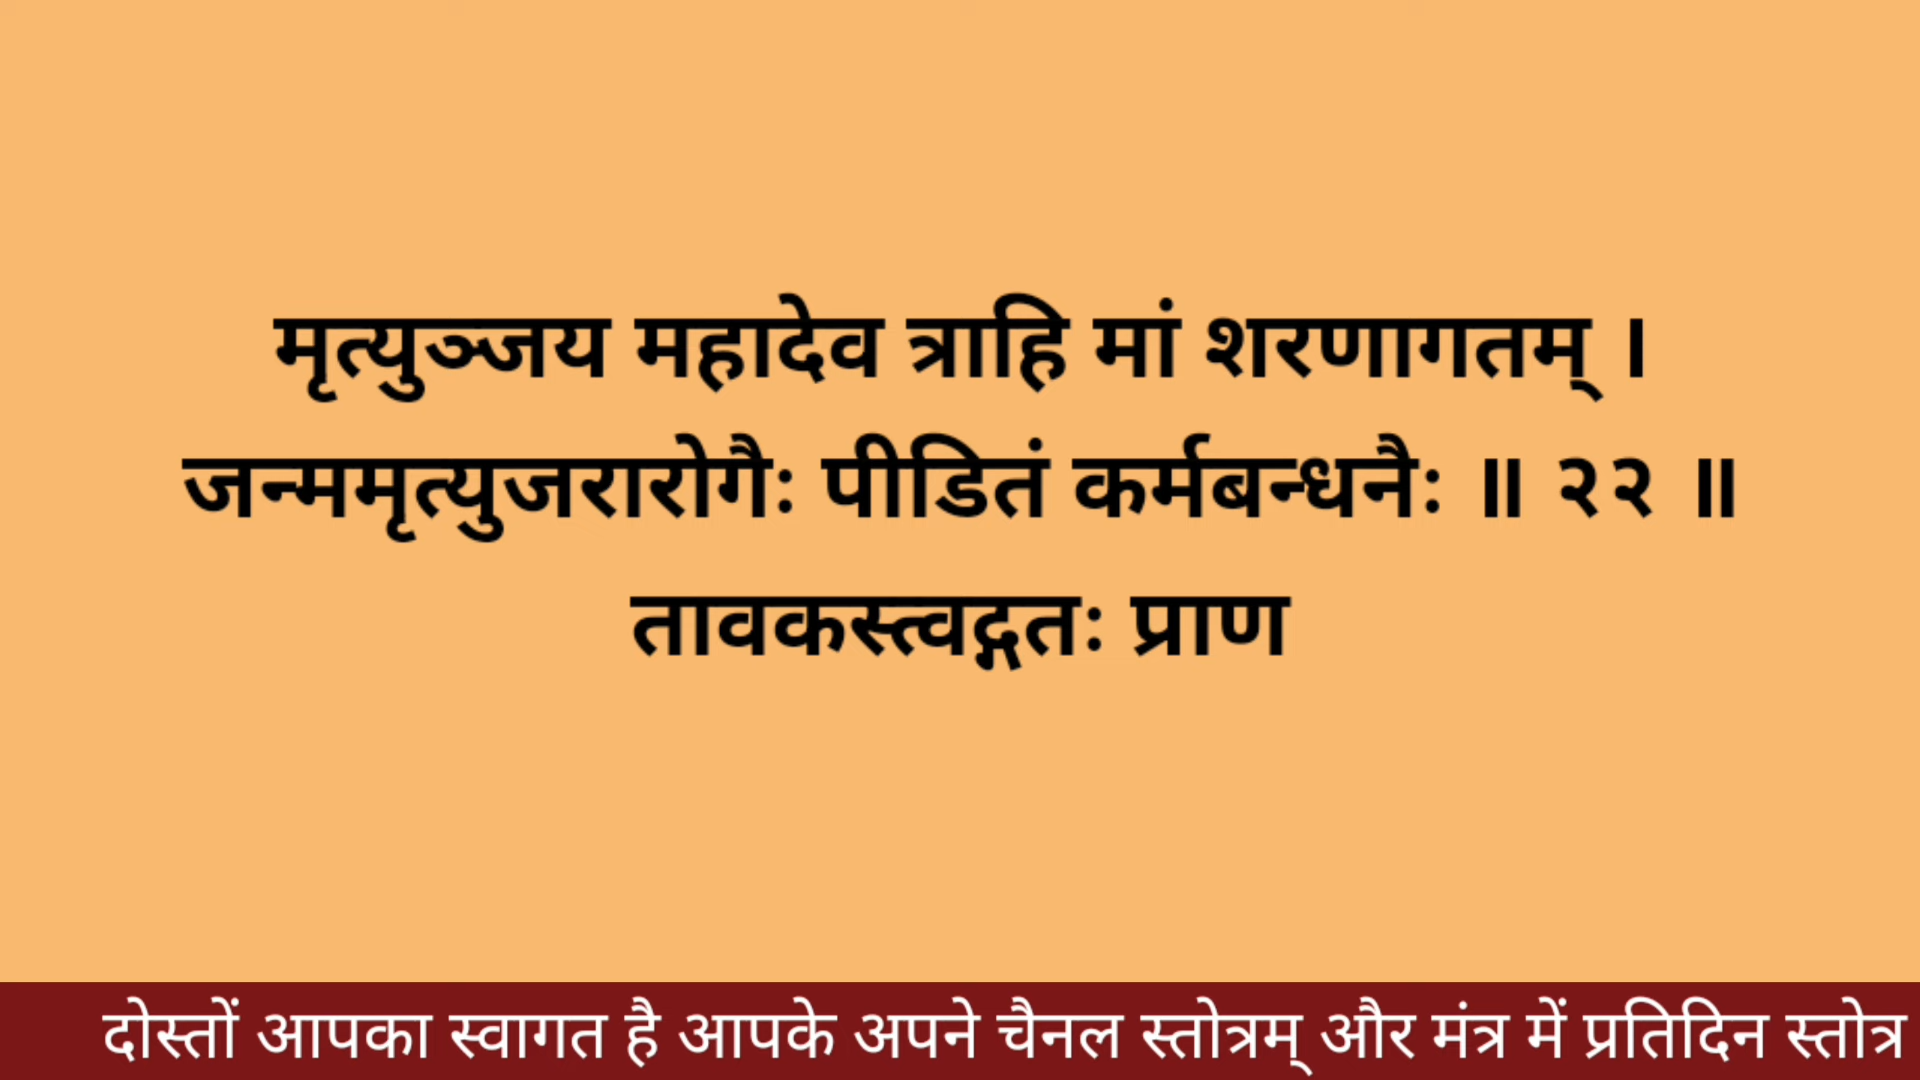 मृत्युञ्जय महादेव त्राहि मां शरणागतम् ।
जन्ममृत्युजरारोगैः पीडितं कर्मबन्धनैः ॥ २२ ॥
तावकस्त्वद्गतः प्राण
दोस्तों आपका स्वागत है आपके अपने चैनल स्तोत्रम् और मंत्र में प्रतिदिन स्तोत्र